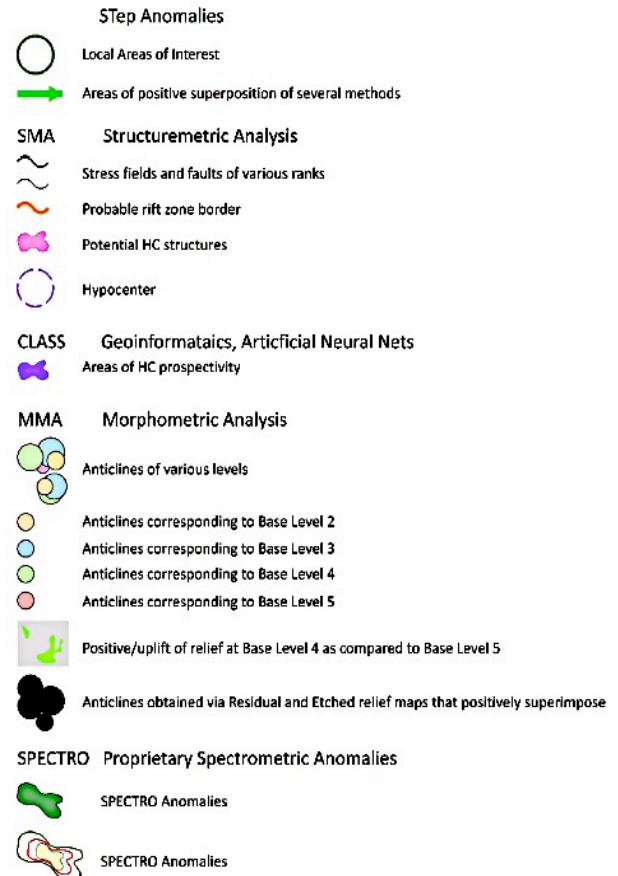 STep Anomalies
Local Areas of Interest
Areas of positive superposition of several methods
SMA Structuremetric Analysis
Stress fields and faults of various ranks
Probable rift zone border
Potential HC structures
Hypocenter
CLASS Geoinformataics, Articficial Neural Nets
Areas of HC prospectivity
MMA Morphometric Analysis
Anticlines of various levels
Anticlines corresponding to Base Level 2
Anticlines corresponding to Base Level 3
Anticlines corresponding to Base Level 4
Anticlines corresponding to Base Level 5
Positive/uplift of relief at Base Level 4 as compared to Base Level 5
Anticlines obtained via Residual and Etched relief maps that positively superimpose
SPECTRO Proprietary Spectrometric Anomalies
SPECTRO Anomalies
SPECTRO Anomalies